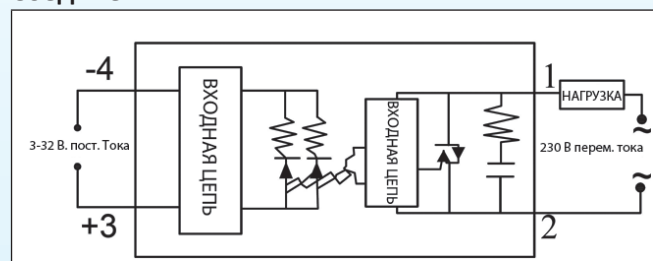 -4
ВХОДНАЯ ЦЕПЬ
3-32 В. пост. Тока
+3
ВХОДНАЯ ЦЕПЬ
1
НАГРУЗКА
~
230 В перем. тока
~
2